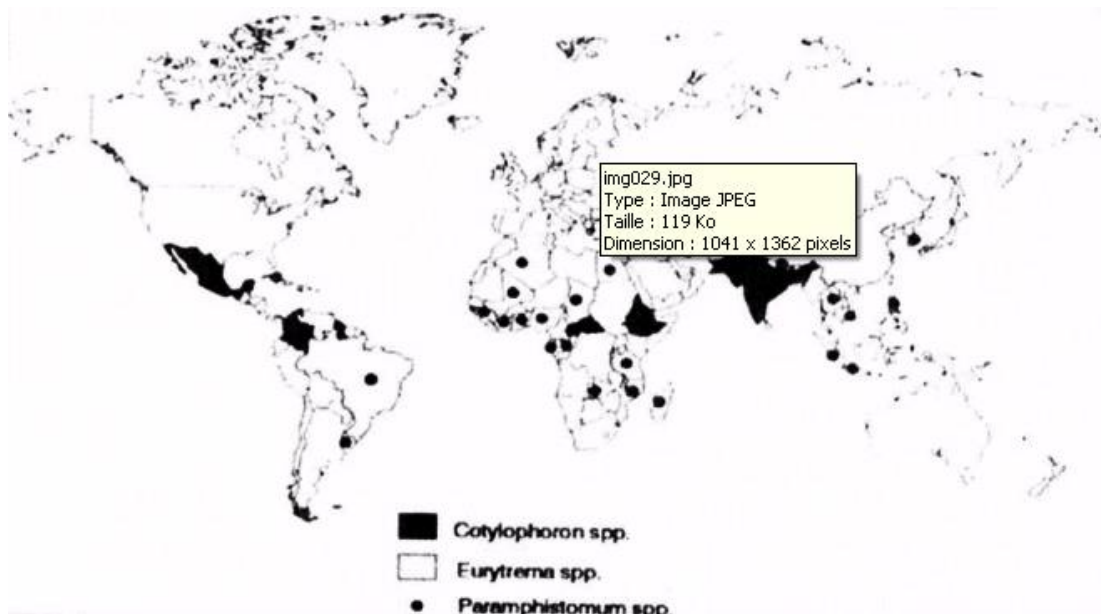 img029.jpg
Type : Image JPEG
Taille : 119 Ko
Dimension : 1041 x 1362 pixels
Cotylophoron spp.
Eurytrema spp.
Paramphistomum spp